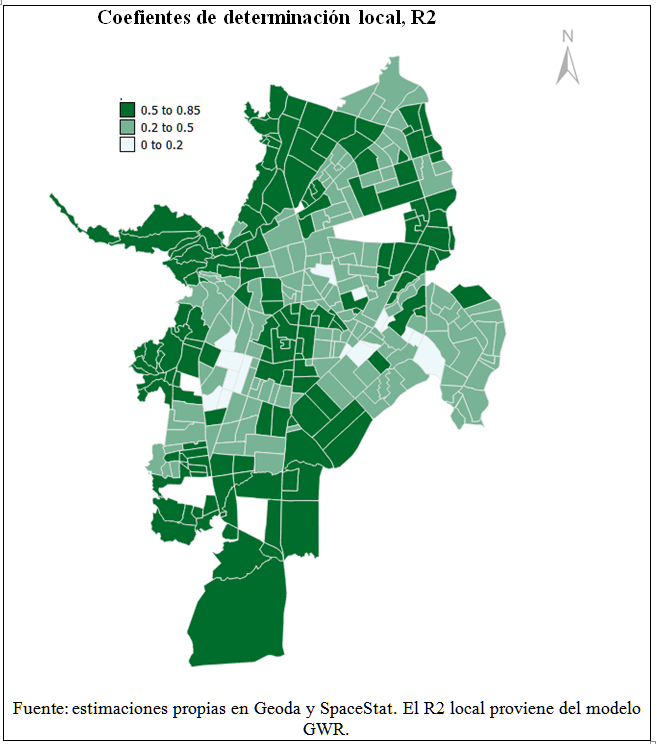 Coefientes de determinación local, R2
N
0.5 to 0.85
0.2 to 0.5
0 to 0.2
Fuente: estimaciones propias en Geoda y SpaceStat. El R2 local proviene del modelo
GWR.